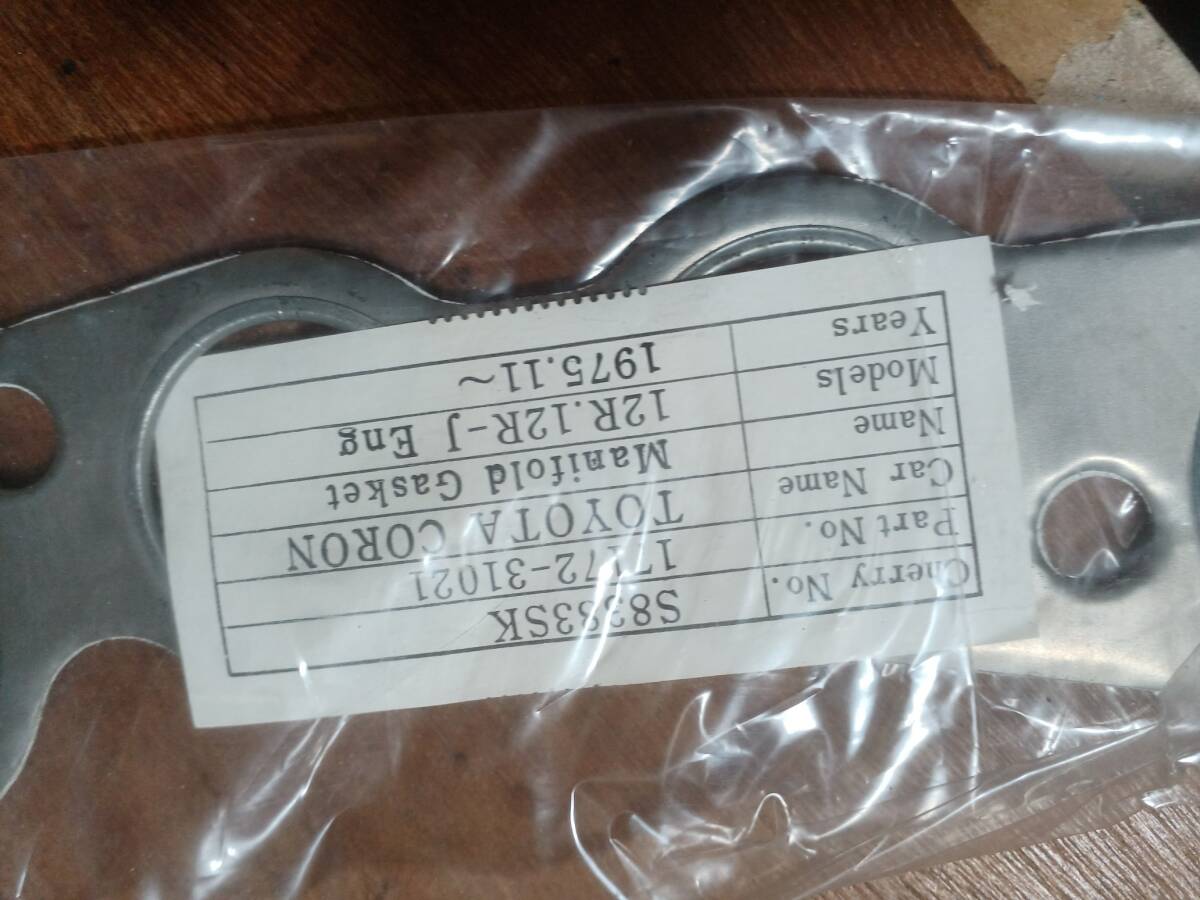 Cherry No. S8383SK
Part No. 17172-31021
Car Name TOYOTA CORON
Name Manifold Gasket
Models 12R.12R-J Eng
Years 1975.11~